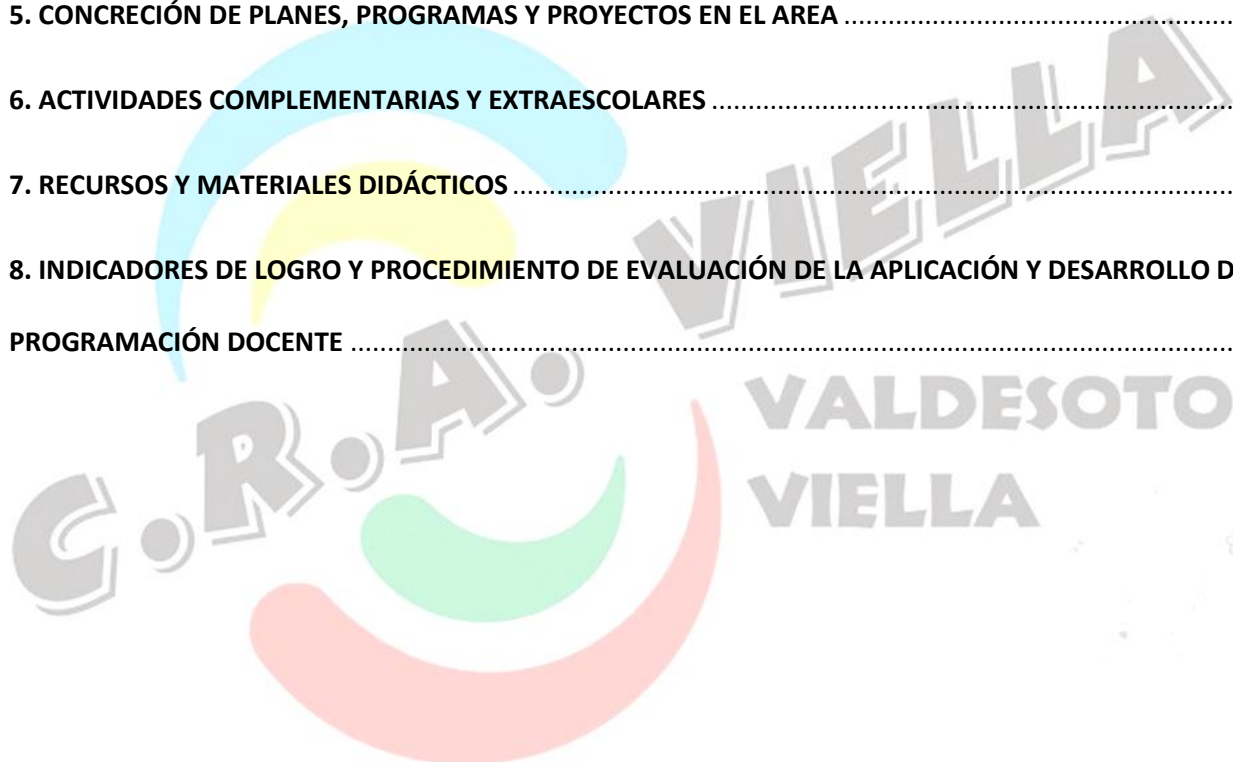 5. CONCRECIÓN DE PLANES, PROGRAMAS Y PROYECTOS EN EL AREA ............................................................
6. ACTIVIDADES COMPLEMENTARIAS Y EXTRAESCOLARES ............................................................
7. RECURSOS Y MATERIALES DIDÁCTICOS ............................................................
8. INDICADORES DE LOGRO Y PROCEDIMIENTO DE EVALUACIÓN DE LA APLICACIÓN Y DESARROLLO D
PROGRAMACIÓN DOCENTE ............................................................
C.R.A. VIELLA
VALDESOTO
VIELLA